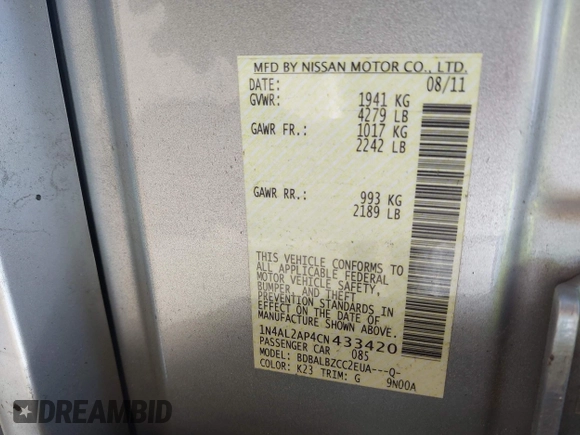 MFD BY NISSAN MOTOR CO., LTD.
DATE: 08/11
GVWR: 1941 KG
4279 LB
GAWR FR.: 1017 KG
2242 LB
GAWR RR.: 993 KG
2189 LB
THIS VEHICLE CONFORMS TO
ALL APPLICABLE FEDERAL
MOTOR VEHICLE SAFETY,
BUMPER, AND THEFT
PREVENTION STANDARDS IN
EFFECT ON THE DATE OF
MANUFACTURE SHOWN ABOVE.
1N4AL2AP4CN433420
PASSENGER CAR 085
MODEL: BDBALBZCC2EUA---Q-
COLOR: K23 TRIM: G 9N00A
DREAMBID